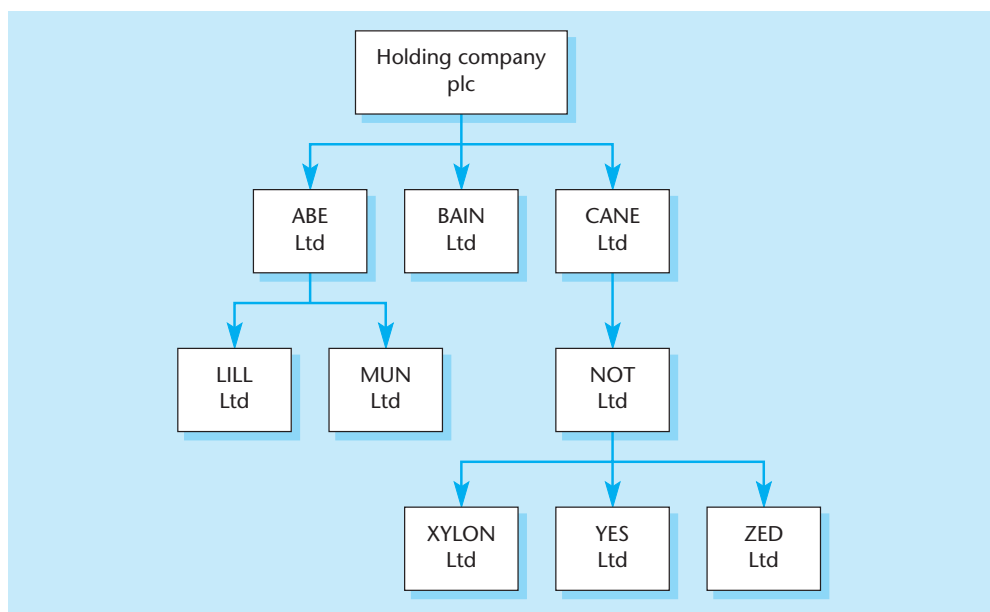 Holding company
plc
ABE
Ltd
BAIN
Ltd
CANE
Ltd
LILL
Ltd
MUN
Ltd
NOT
Ltd
XYLON
Ltd
YES
Ltd
ZED
Ltd